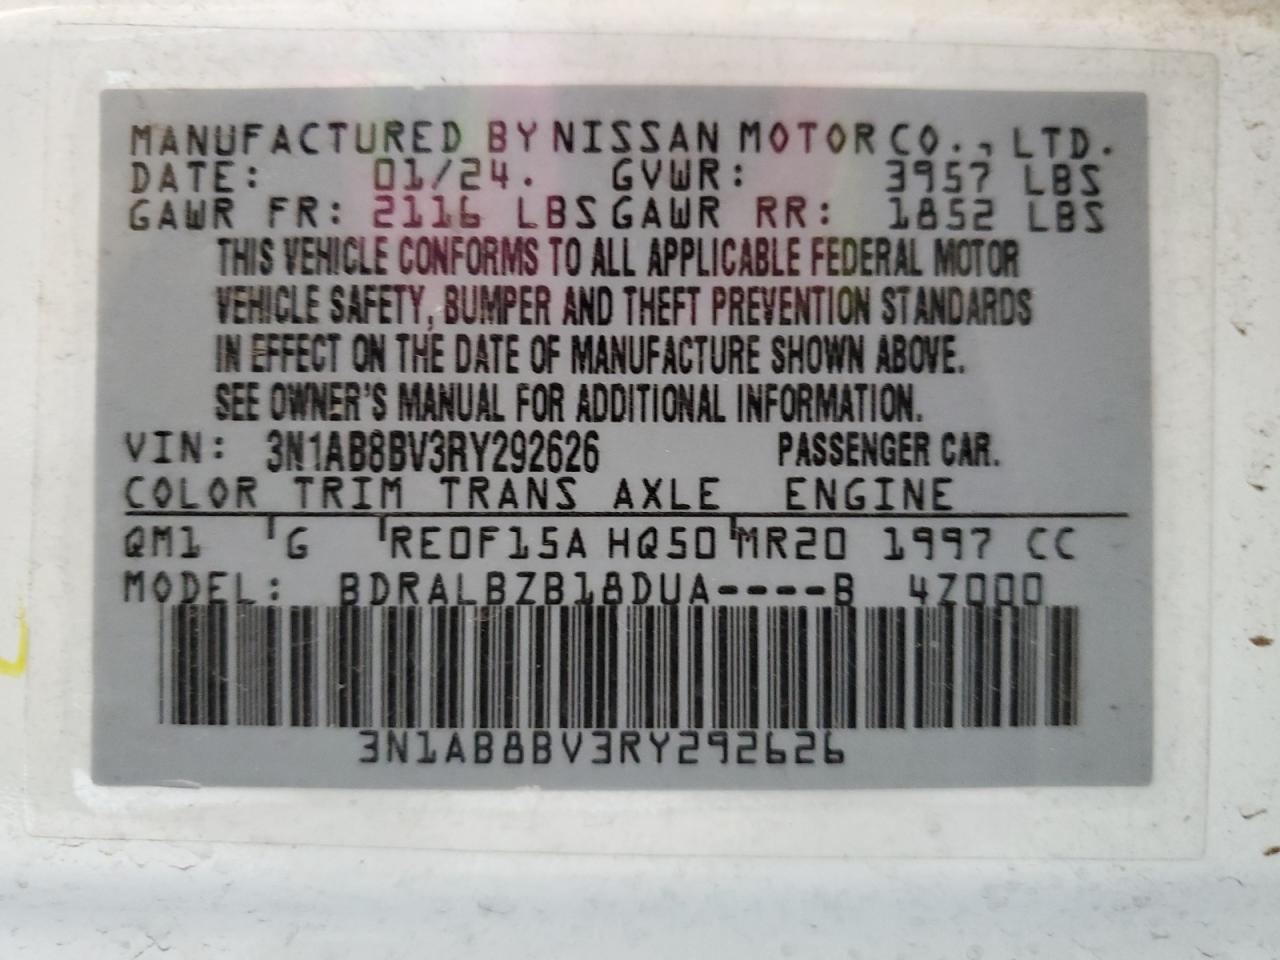 MANUFACTURED BY NISSAN MOTOR CO., LTD.
DATE: 01/24. GVWR: 3957 LBS
GAWR FR: 2116 LBS GAWR RR: 1852 LBS
THIS VEHICLE CONFORMS TO ALL APPLICABLE FEDERAL MOTOR
VEHICLE SAFETY, BUMPER AND THEFT PREVENTION STANDARDS
IN EFFECT ON THE DATE OF MANUFACTURE SHOWN ABOVE.
SEE OWNER'S MANUAL FOR ADDITIONAL INFORMATION.
VIN: 3N1AB8BV3RY292626 PASSENGER CAR.
COLOR TRIM TRANS AXLE ENGINE
QM1 G RE0F15A HQ50 MR20 1997 CC
MODEL: BDRALBZB18DUA----B 4Z000
3N1AB8BV3RY292626